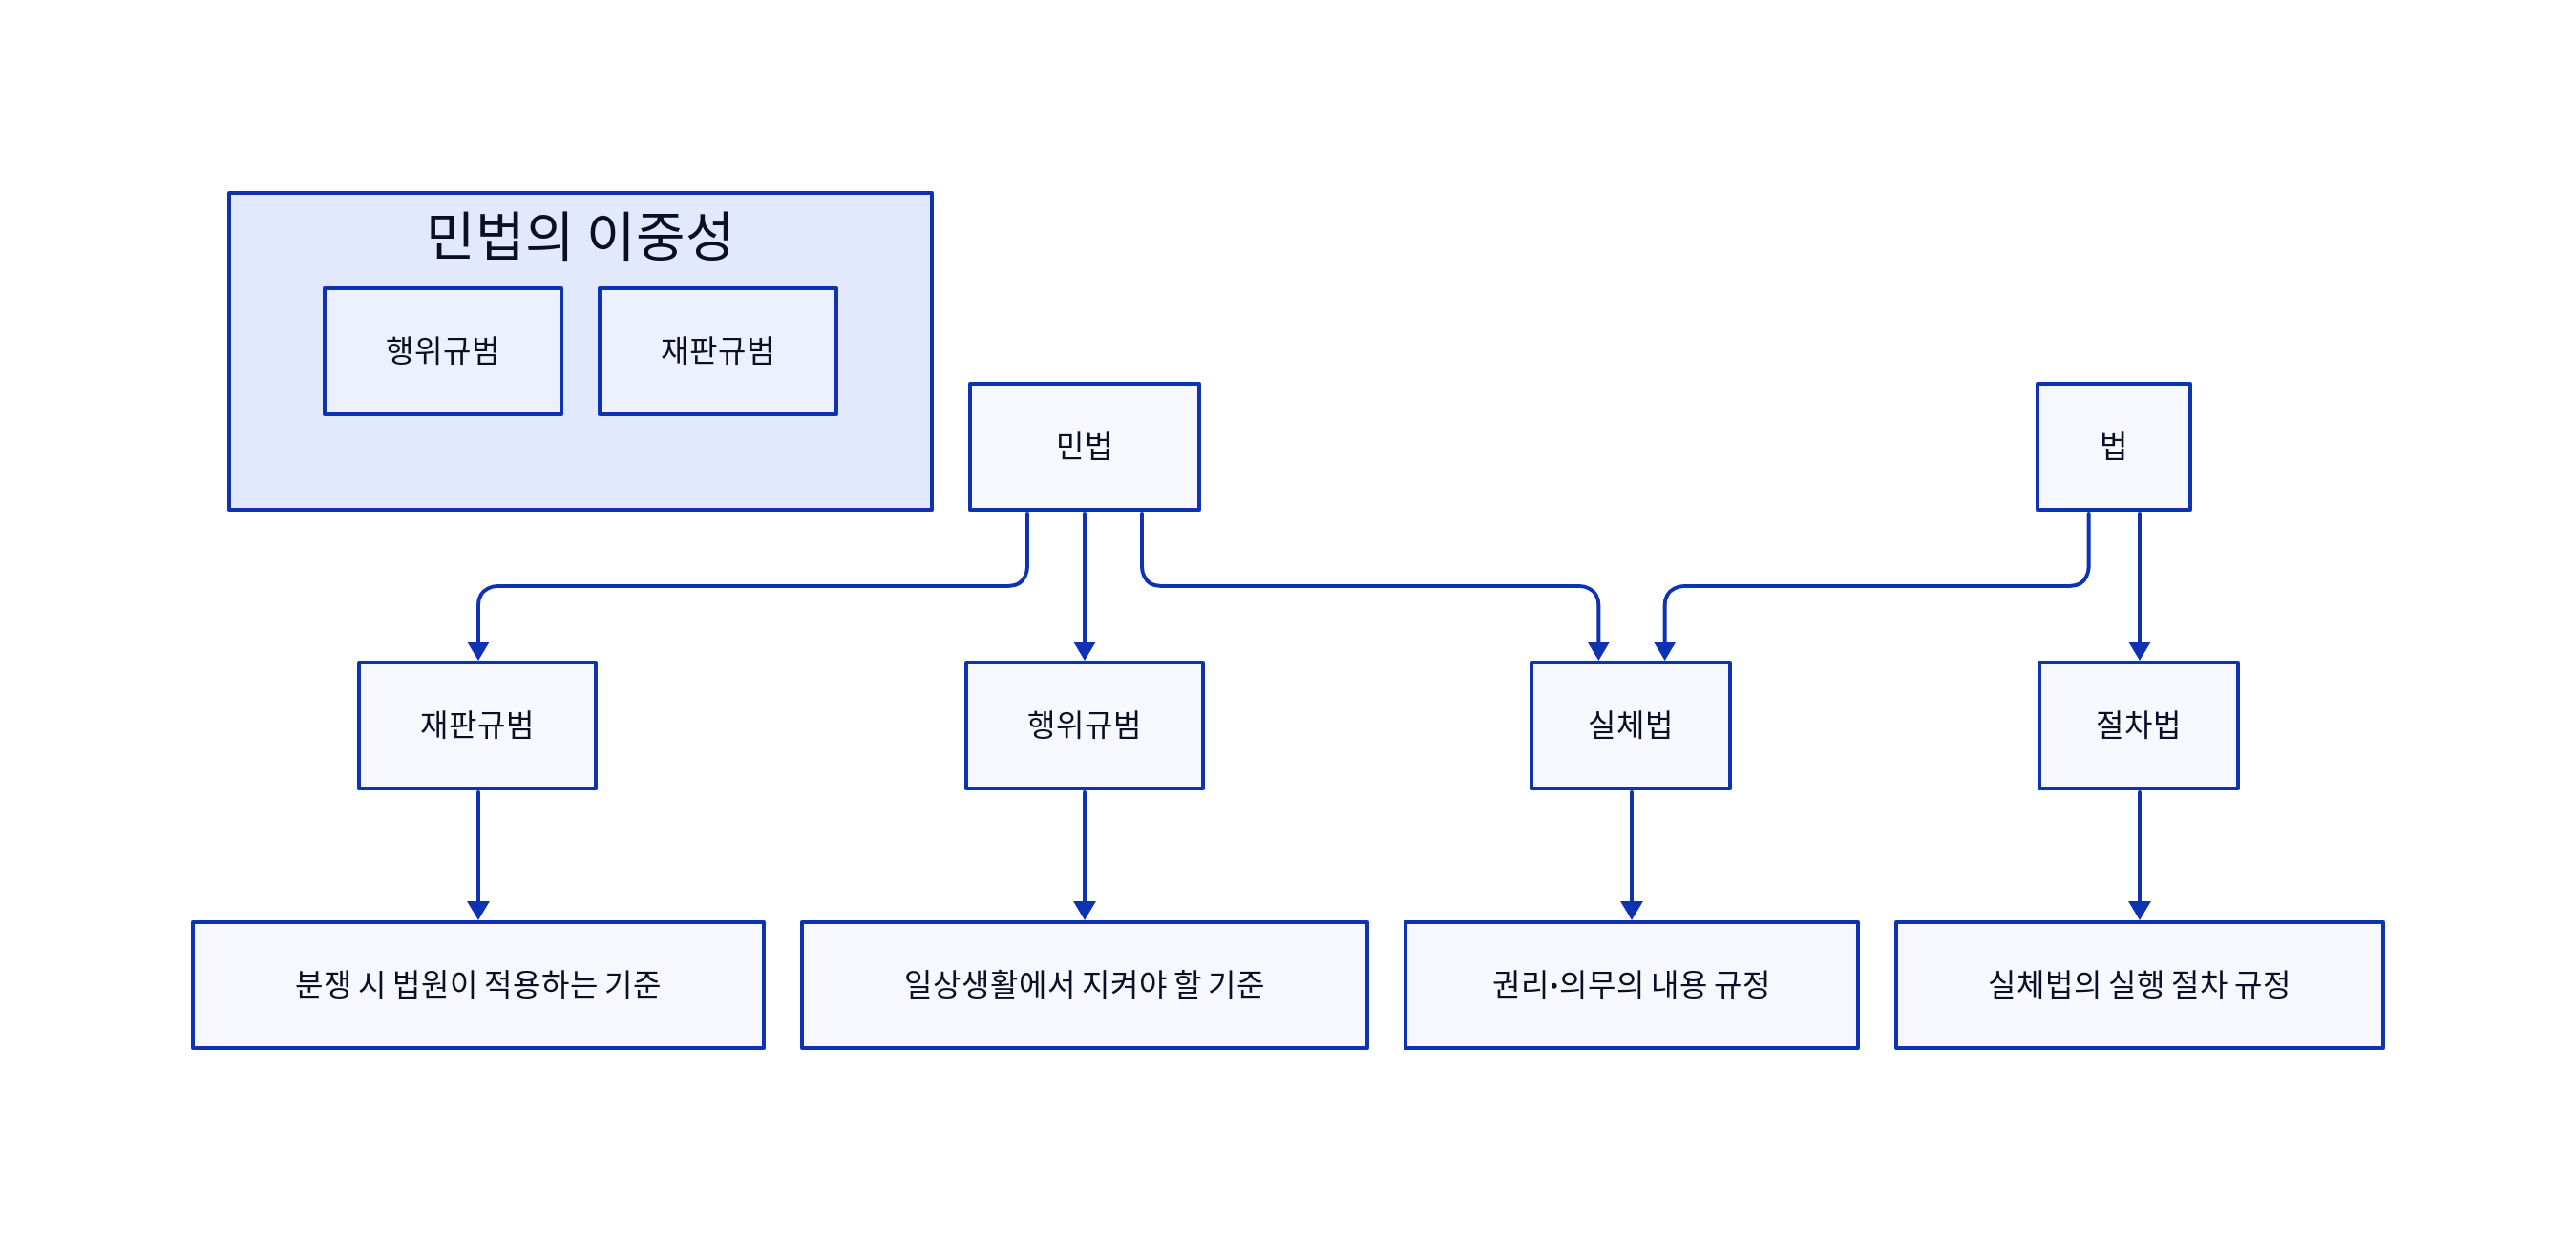 민법의 이중성
행위규범
재판규범
민법
법
재판규범
행위규범
실체법
절차법
분쟁 시 법원이 적용하는 기준
일상생활에서 지켜야 할 기준
권리•의무의 내용 규정
실체법의 실행 절차 규정